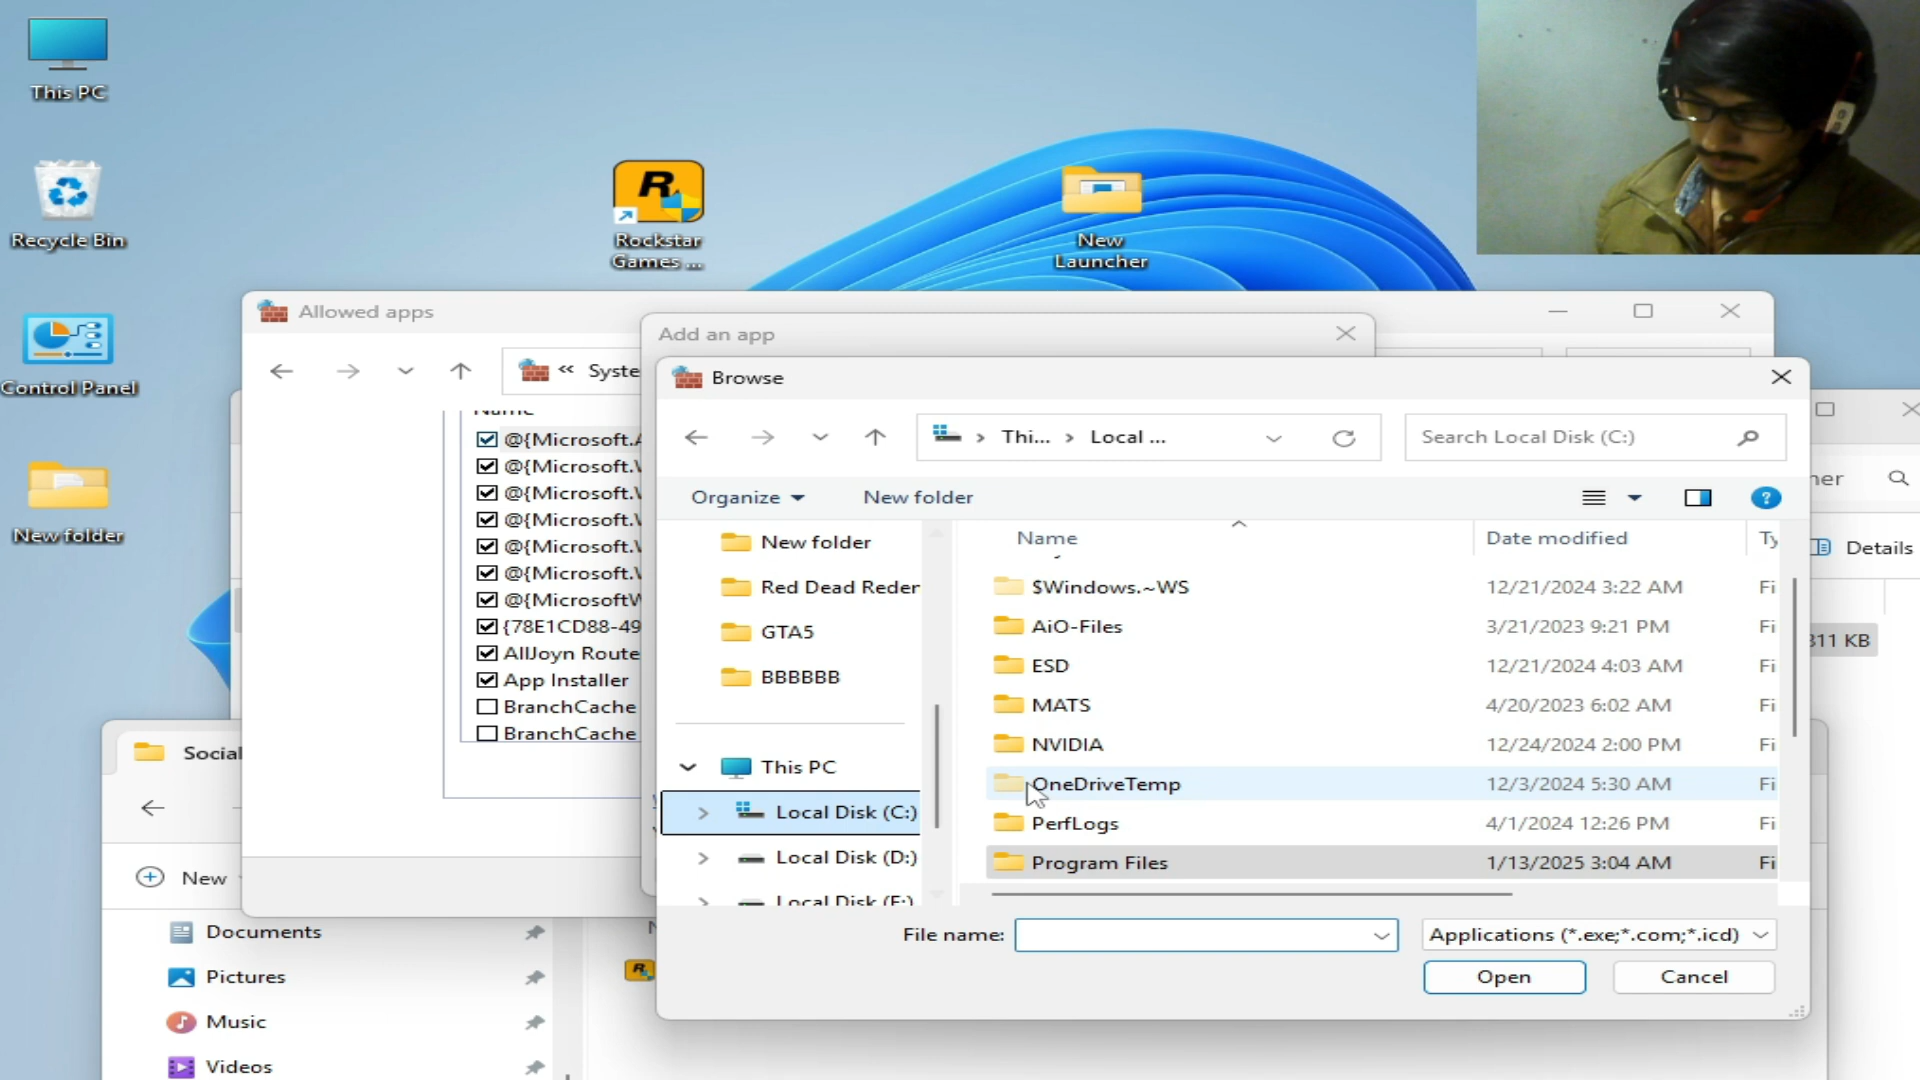 This PC
Recycle Bin
Control Panel
New folder
Rockstar
Games ...
New
Launcher
Allowed apps
« Syste
Name
@{Microsoft.A
@{Microsoft.V
@{Microsoft.V
@{Microsoft.V
@{Microsoft.V
@{Microsoft.V
@{MicrosoftW
{78E1CD88-49
AllJoyn Route
App Installer
BranchCache
BranchCache
Add an app
Browse
Thi... > Local ...
Search Local Disk (C:)
Organize
New folder
?
New folder
Red Dead Reden
GTA5
BBBBBB
This PC
Local Disk (C:)
Local Disk (D:)
Local Disk (E:)
Name Date modified Ty
$Windows.~WS 12/21/2024 3:22 AM Fi
AiO-Files 3/21/2023 9:21 PM Fi
ESD 12/21/2024 4:03 AM Fi
MATS 4/20/2023 6:02 AM Fi
NVIDIA 12/24/2024 2:00 PM Fi
OneDriveTemp 12/3/2024 5:30 AM Fi
PerfLogs 4/1/2024 12:26 PM Fi
Program Files 1/13/2025 3:04 AM Fi
File name:
Applications (*.exe;*.com;*.icd)
Open
Cancel
ner
Details
311 KB
Social
New
Documents
Pictures
Music
Videos